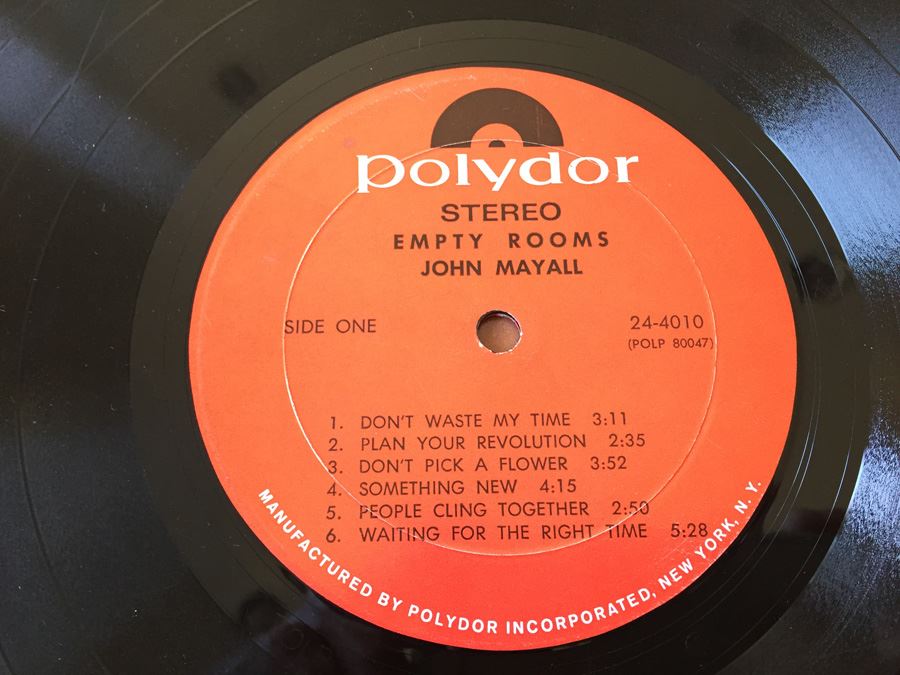 polydor
STEREO
EMPTY ROOMS
JOHN MAYALL
SIDE ONE
24-4010
(POLP 80047)
1. DON'T WASTE MY TIME 3:11
2. PLAN YOUR REVOLUTION 2:35
3. DON'T PICK A FLOWER 3:52
4. SOMETHING NEW 4:15
5. PEOPLE CLING TOGETHER 2:50
6. WAITING FOR THE RIGHT TIME 5:28
MANUFACTURED BY POLYDOR INCORPORATED, NEW YORK, N. Y.